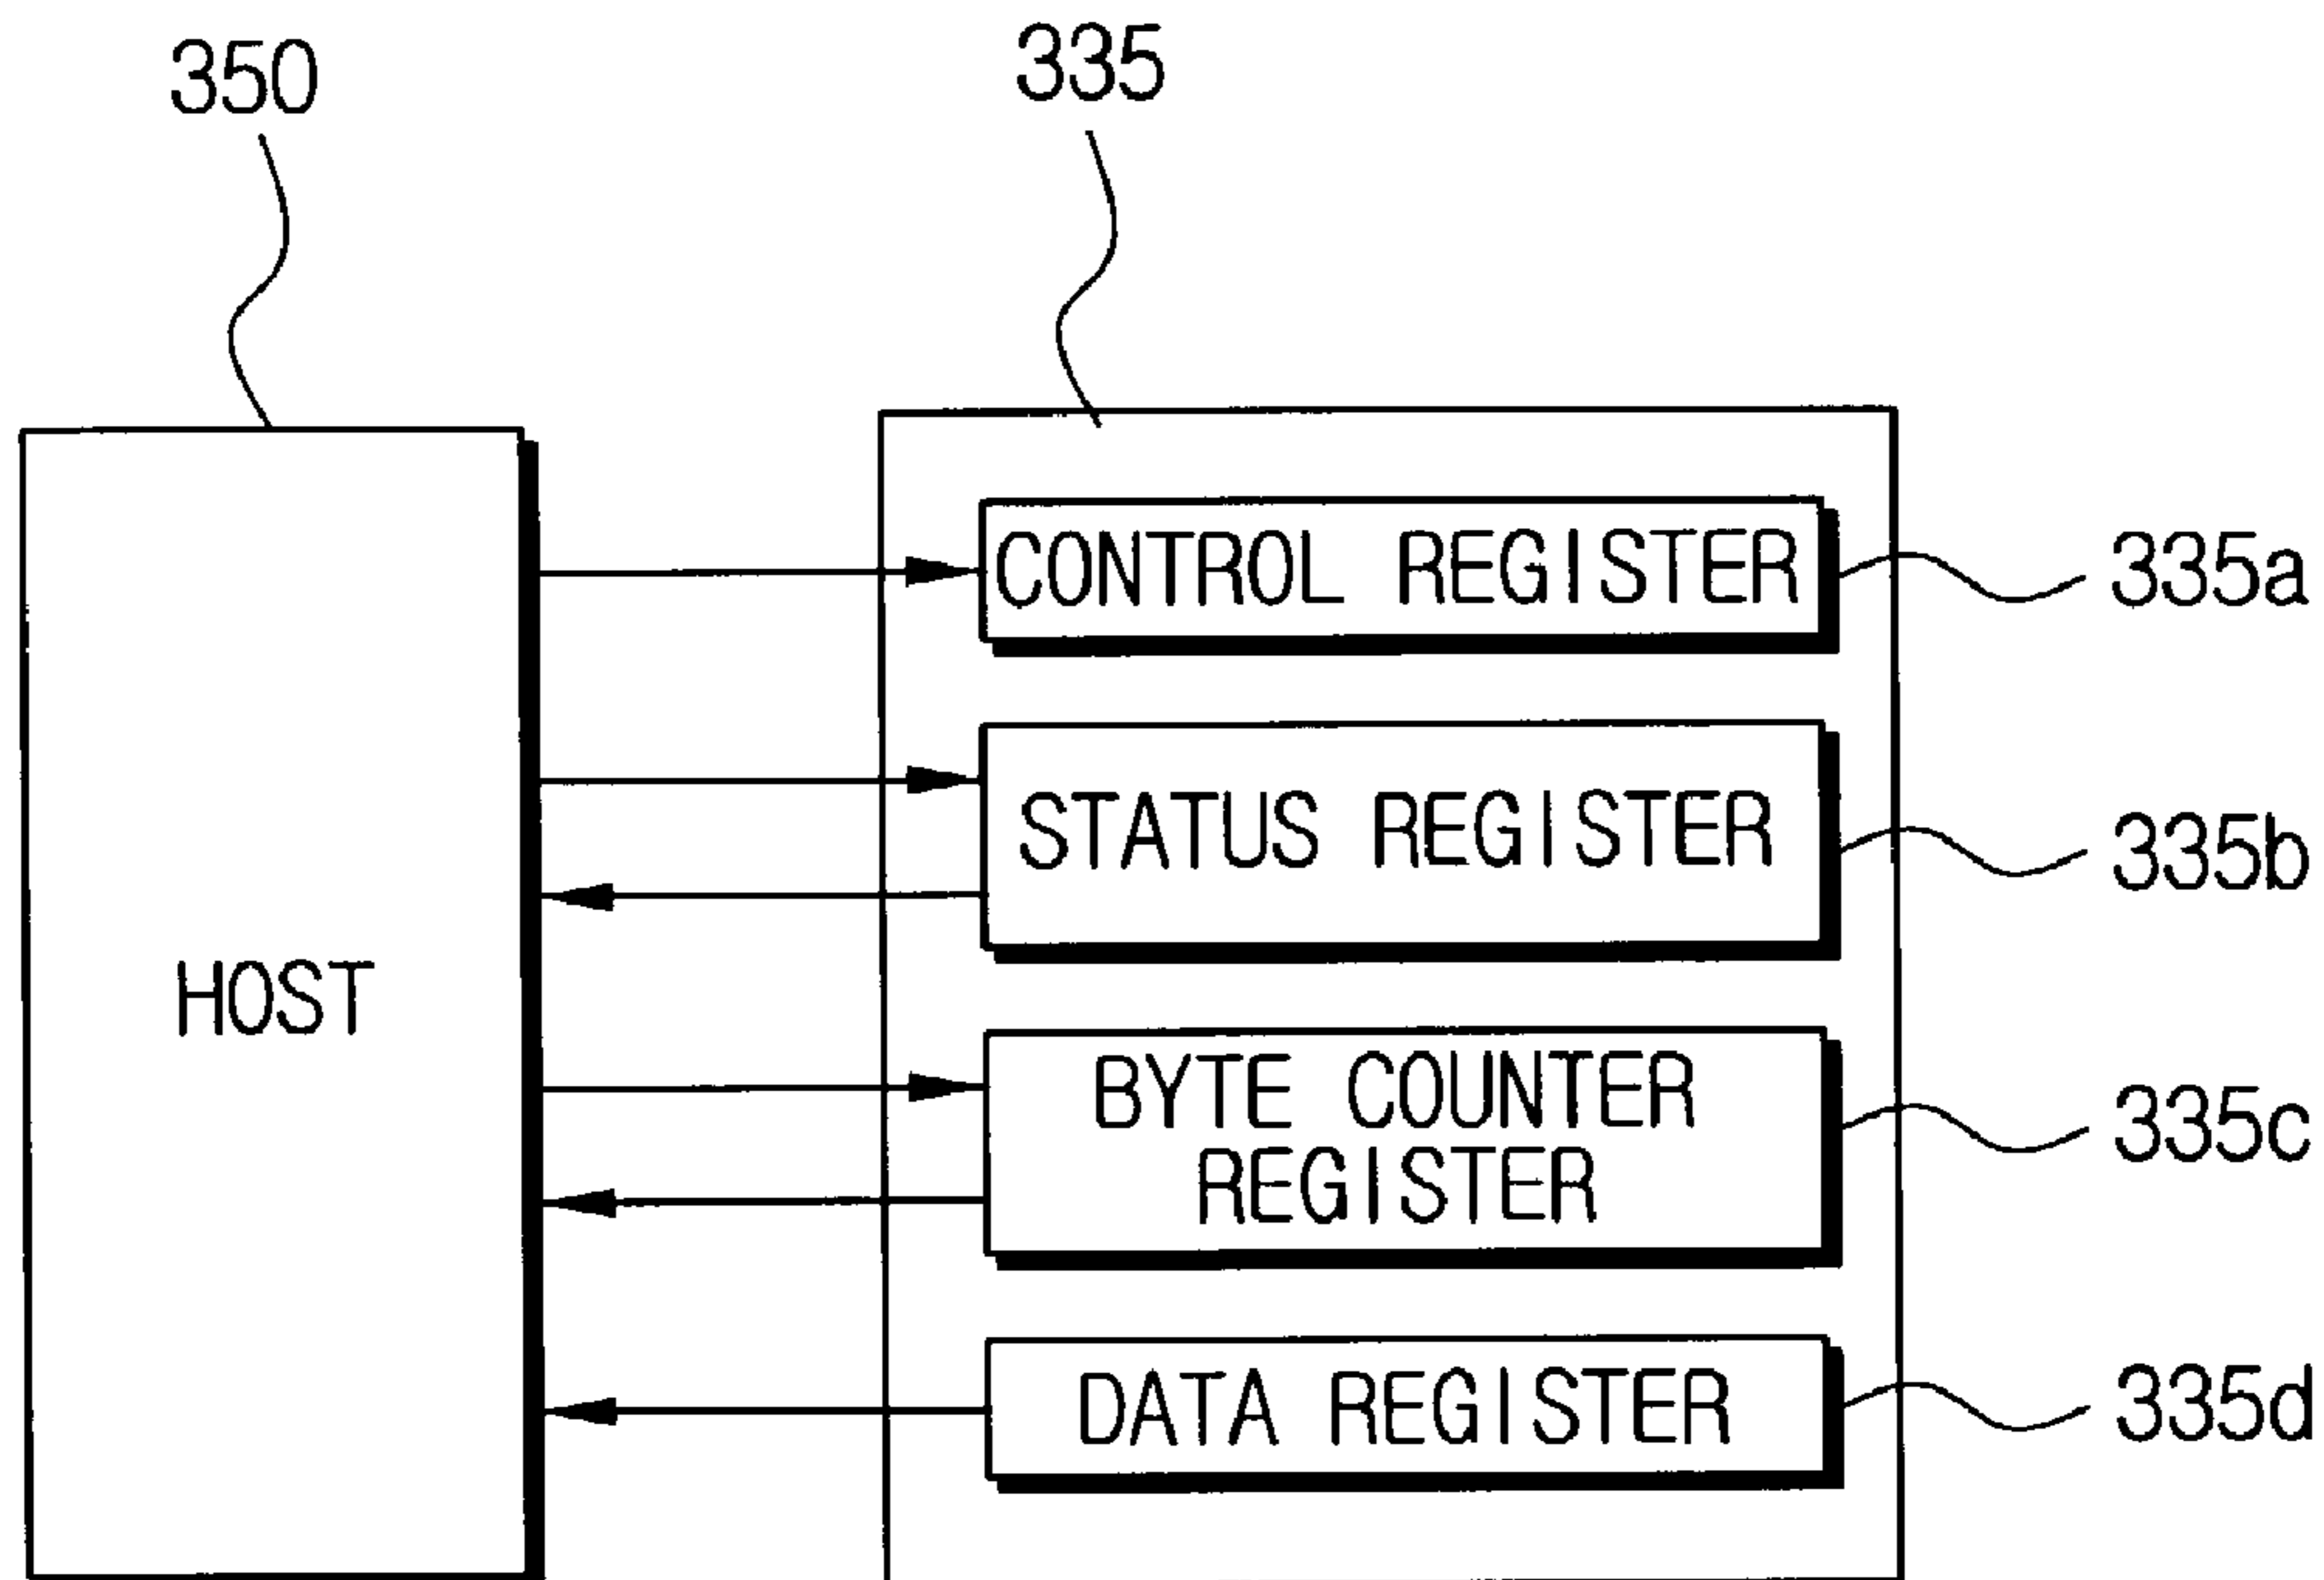 350
335
CONTROL REGISTER
335a
STATUS REGISTER
335b
HOST
BYTE COUNTER
REGISTER
335c
DATA REGISTER
335d